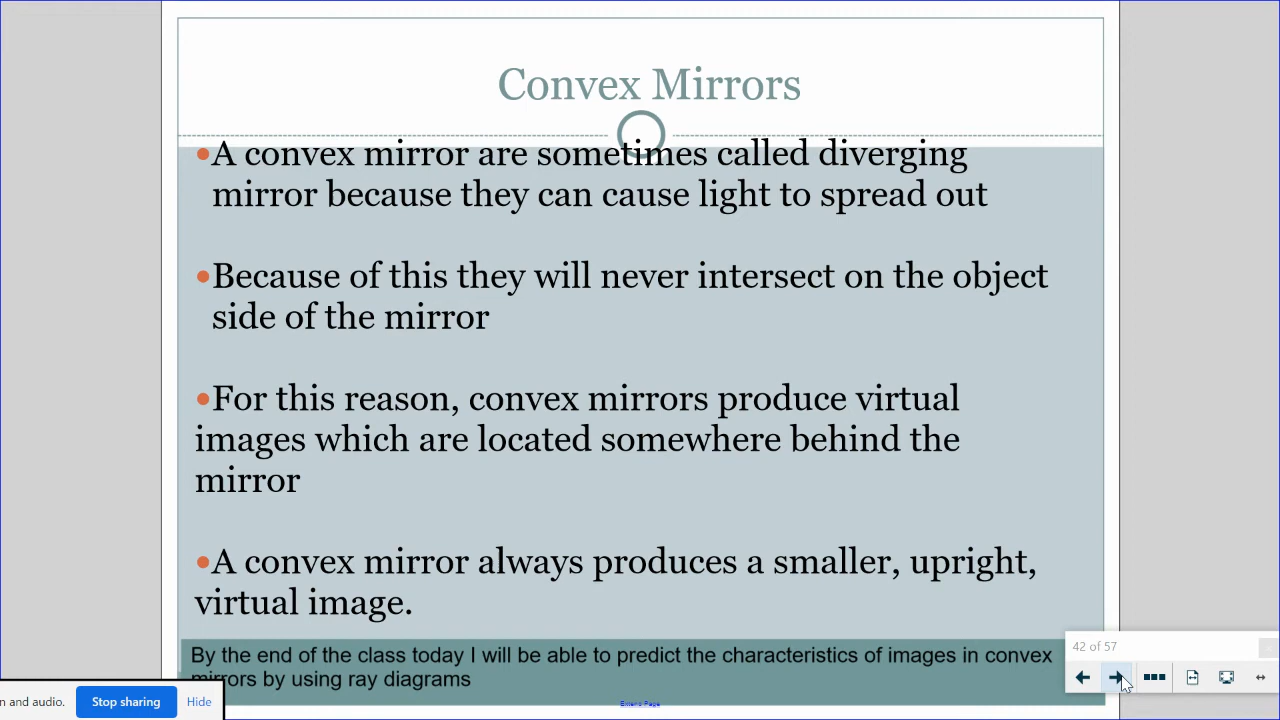 Convex Mirrors
•A convex mirror are sometimes called diverging
mirror because they can cause light to spread out
•Because of this they will never intersect on the object
side of the mirror
•For this reason, convex mirrors produce virtual
images which are located somewhere behind the
mirror
•A convex mirror always produces a smaller, upright,
virtual image.
By the end of the class today I will be able to predict the characteristics of images in convex
mirrors by using ray diagrams
42 of 57
n and audio.
Stop sharing
Hide
Extend Page